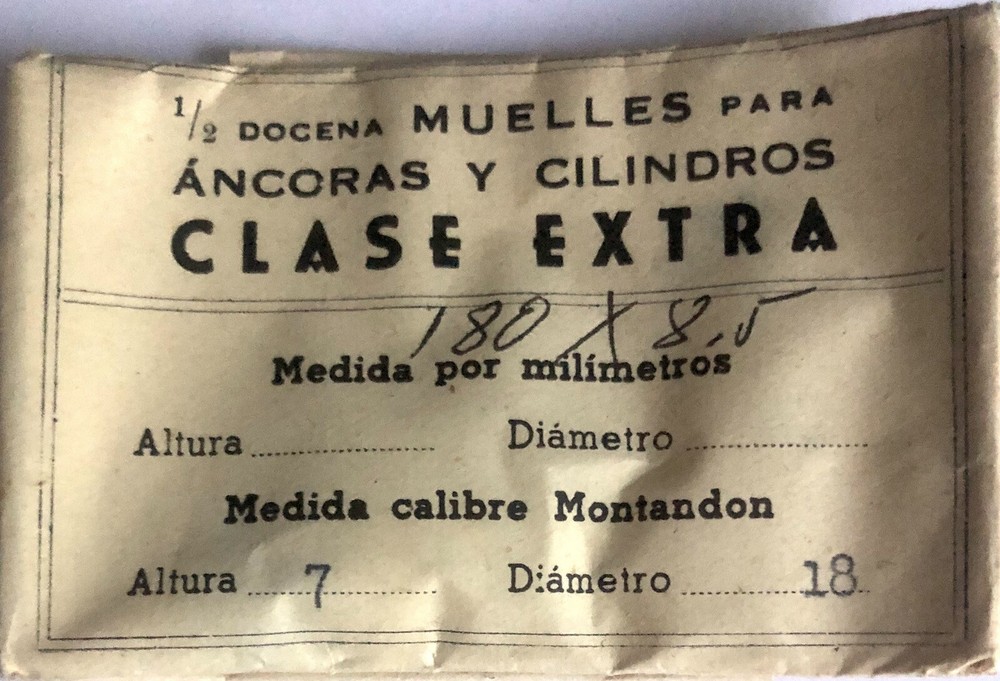 1/2 DOCENA MUELLES PARA
ÁNCORAS Y CILINDROS
CLASE EXTRA
180 X 8,5
Medida por milímetros
Altura ........................ Diámetro ........................
Medida calibre Montandon
Altura ...... 7 ............... Diámetro ................ 18 ..